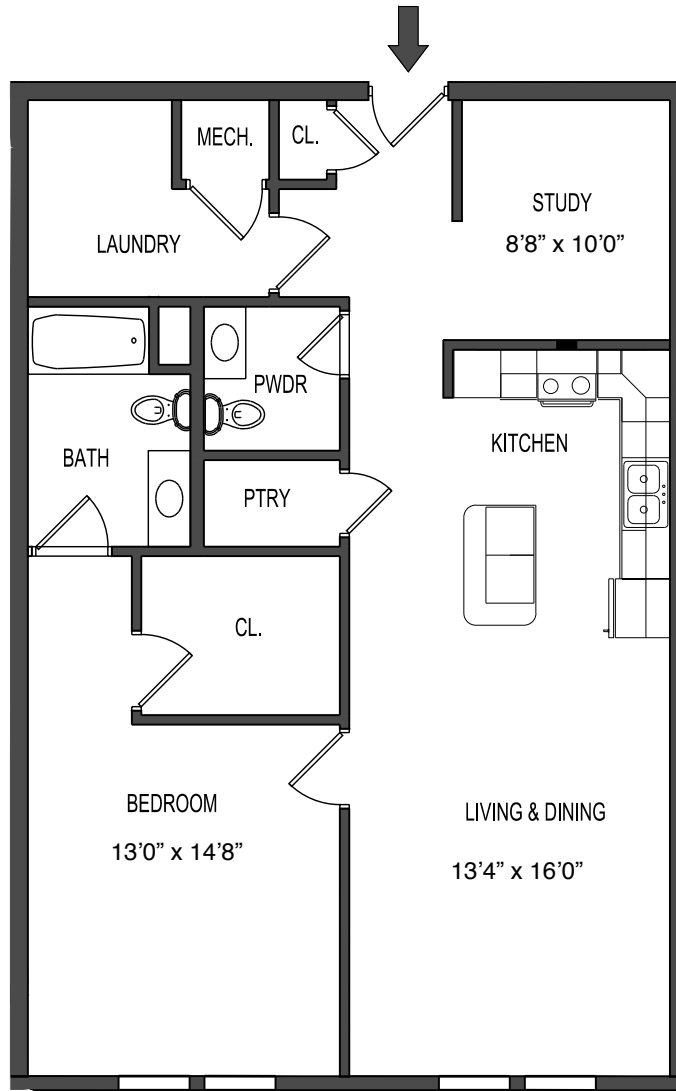 MECH.
CL.
STUDY
8’8” x 10’0”
LAUNDRY
PWDR
KITCHEN
BATH
PTRY
CL.
BEDROOM
13’0” x 14’8”
LIVING & DINING
13’4” x 16’0”